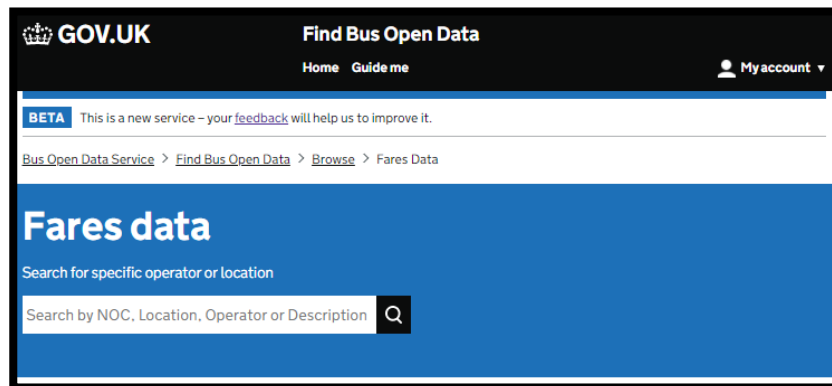 GOV.UK
Find Bus Open Data
Home Guide me
My account
BETA This is a new service – your feedback will help us to improve it.
Bus Open Data Service > Find Bus Open Data > Browse > Fares Data
Fares data
Search for specific operator or location
Search by NOC, Location, Operator or Description